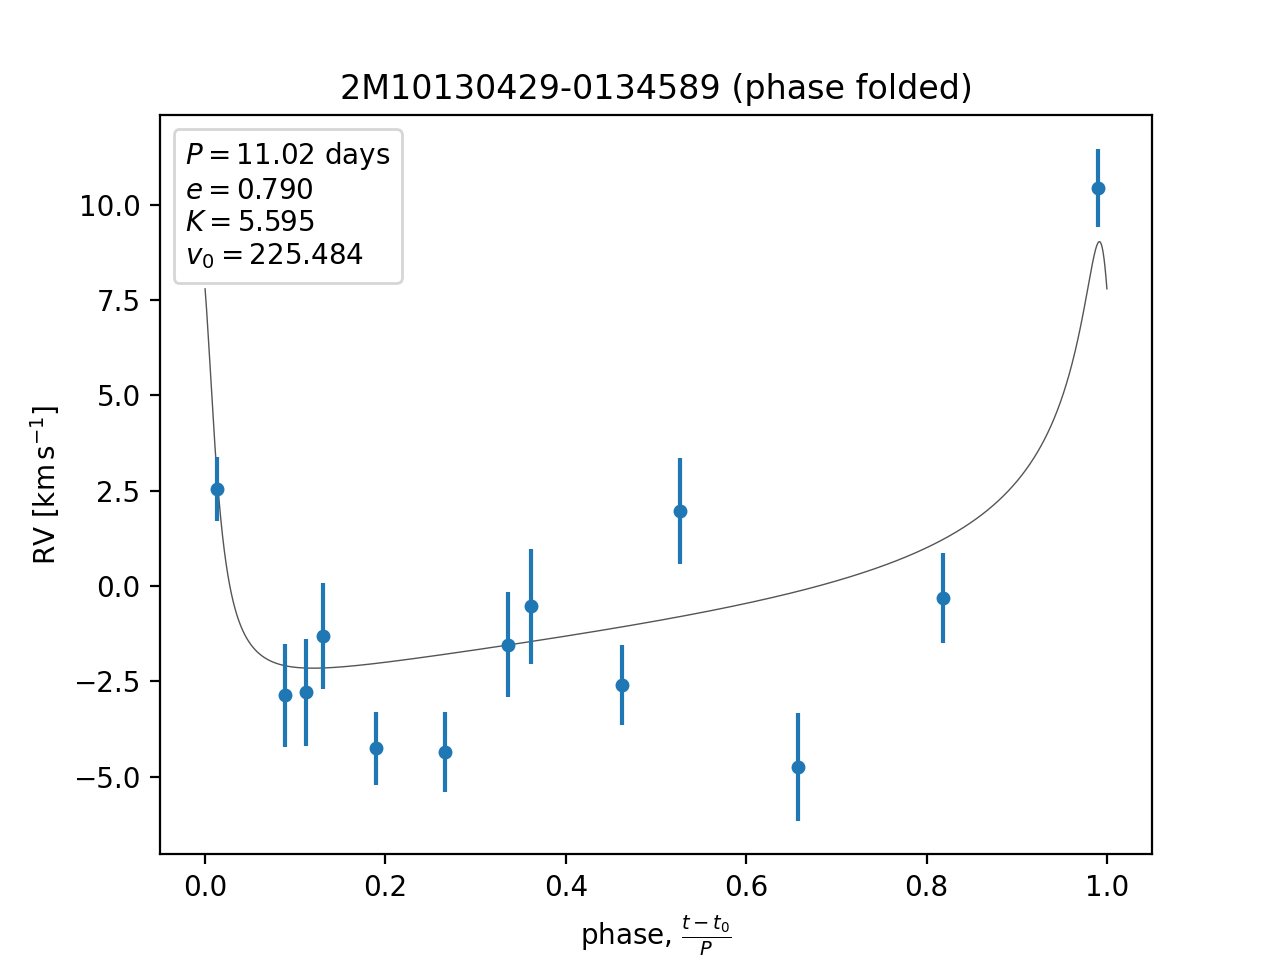 2M10130429-0134589 (phase folded)
P = 11.02 days
e = 0.790
K = 5.595
v₀ = 225.484
RV [km s⁻¹]
10.0
7.5
5.0
2.5
0.0
−2.5
−5.0
0.0 0.2 0.4 0.6 0.8 1.0
phase, (t − t₀)/P